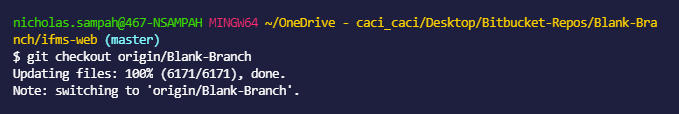 nicholas.sampah@467-NSAMPAH MINGW64 ~/OneDrive - caci_caci/Desktop/Bitbucket-Repos/Blank-Bra
nch/ifms-web (master)
$ git checkout origin/Blank-Branch
Updating files: 100% (6171/6171), done.
Note: switching to 'origin/Blank-Branch'.